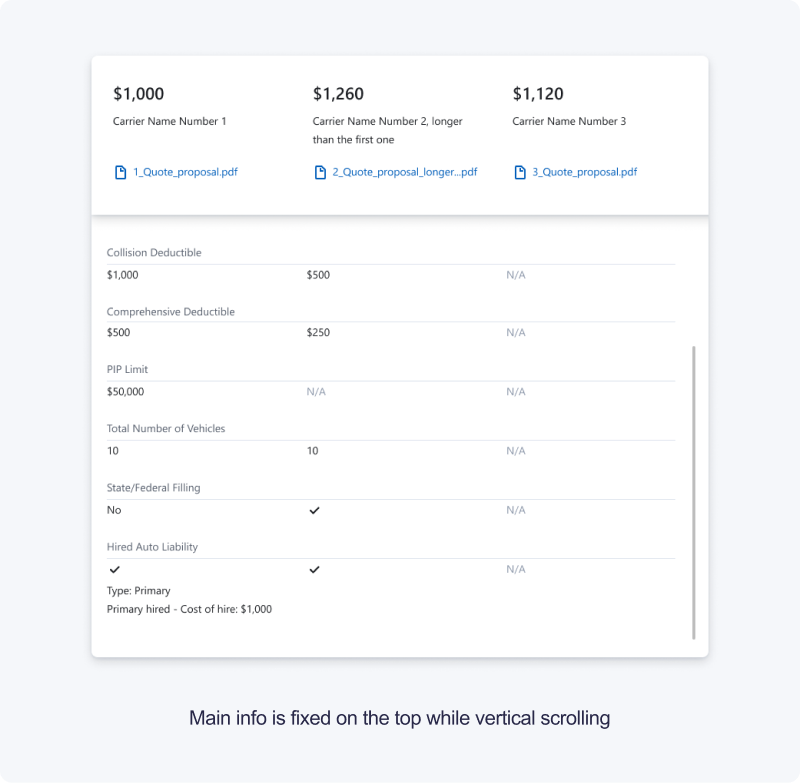 $1,000 $1,260 $1,120
Carrier Name Number 1 Carrier Name Number 2, longer Carrier Name Number 3
than the first one
1_Quote_proposal.pdf 2_Quote_proposal_longer...pdf 3_Quote_proposal.pdf
Collision Deductible
$1,000 $500 N/A
Comprehensive Deductible
$500 $250 N/A
PIP Limit
$50,000 N/A N/A
Total Number of Vehicles
10 10 N/A
State/Federal Filling
No N/A
Hired Auto Liability
N/A
Type: Primary
Primary hired - Cost of hire: $1,000
Main info is fixed on the top while vertical scrolling